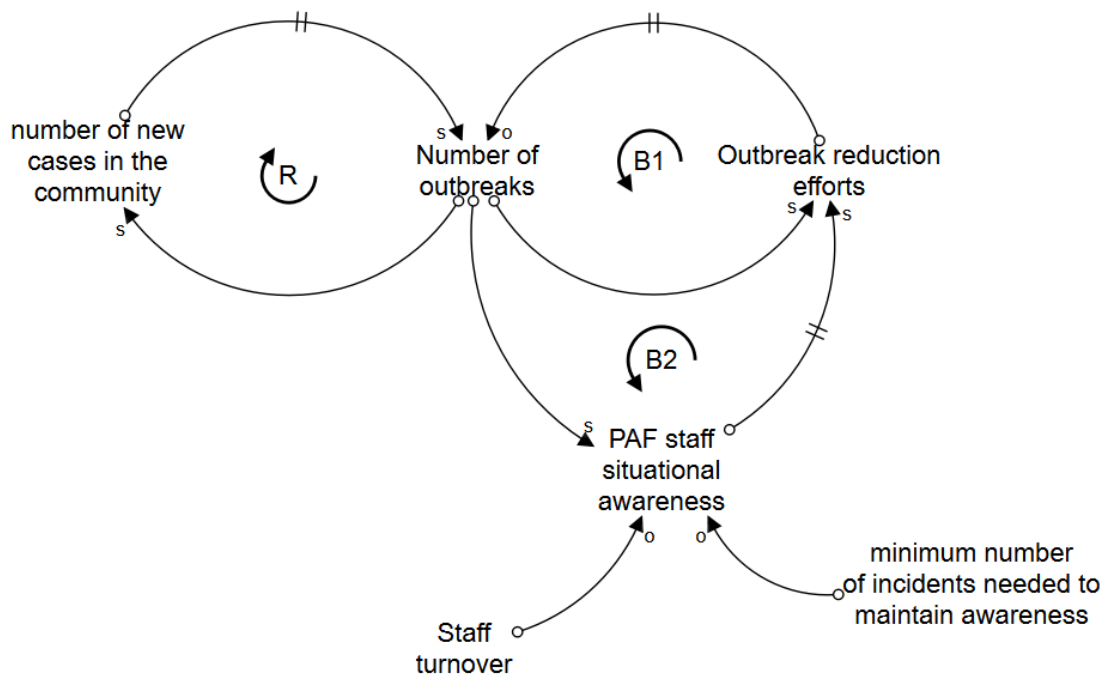 number of new
cases in the
community
s
R
s
o
Number of
outbreaks
B1
Outbreak reduction
efforts
s
s
B2
s
PAF staff
situational
awareness
o
o
minimum number
of incidents needed to
maintain awareness
Staff
turnover